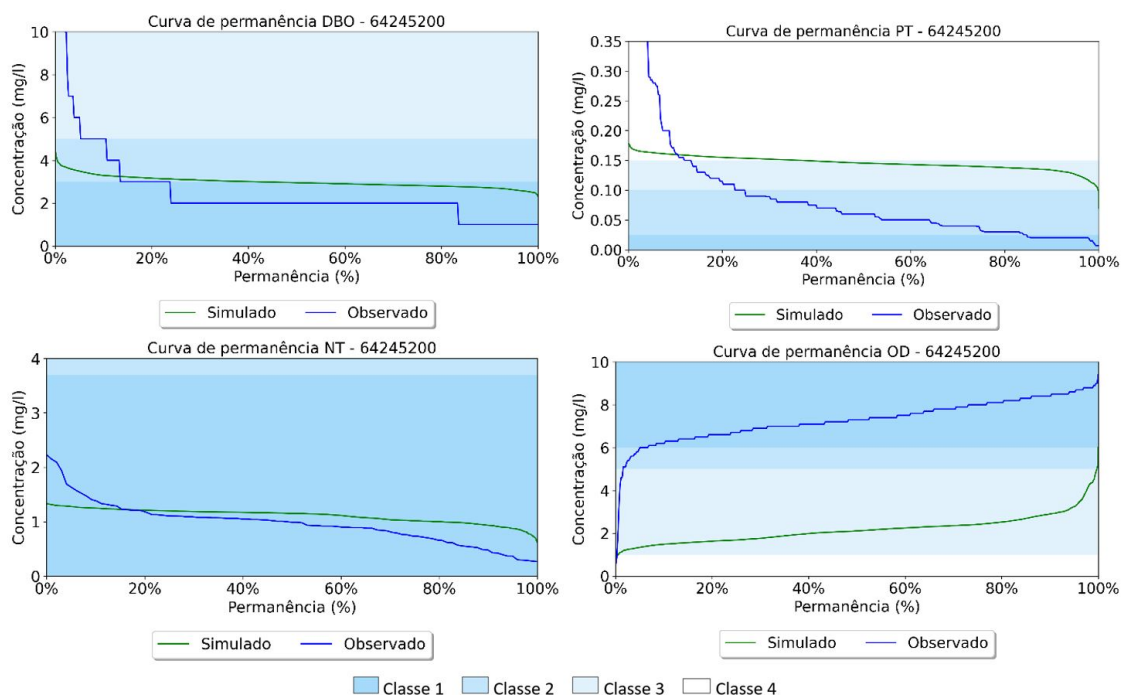 Curva de permanência DBO - 64245200
Concentração (mg/l)
10
8
6
4
2
0
0% 20% 40% 60% 80% 100%
Permanência (%)
Simulado Observado
Curva de permanência PT - 64245200
Concentração (mg/l)
0.35
0.30
0.25
0.20
0.15
0.10
0.05
0.00
0% 20% 40% 60% 80% 100%
Permanência (%)
Simulado Observado
Curva de permanência NT - 64245200
Concentração (mg/l)
4
3
2
1
0
0% 20% 40% 60% 80% 100%
Permanência (%)
Simulado Observado
Curva de permanência OD - 64245200
Concentração (mg/l)
10
8
6
4
2
0
0% 20% 40% 60% 80% 100%
Permanência (%)
Simulado Observado
Classe 1 Classe 2 Classe 3 Classe 4